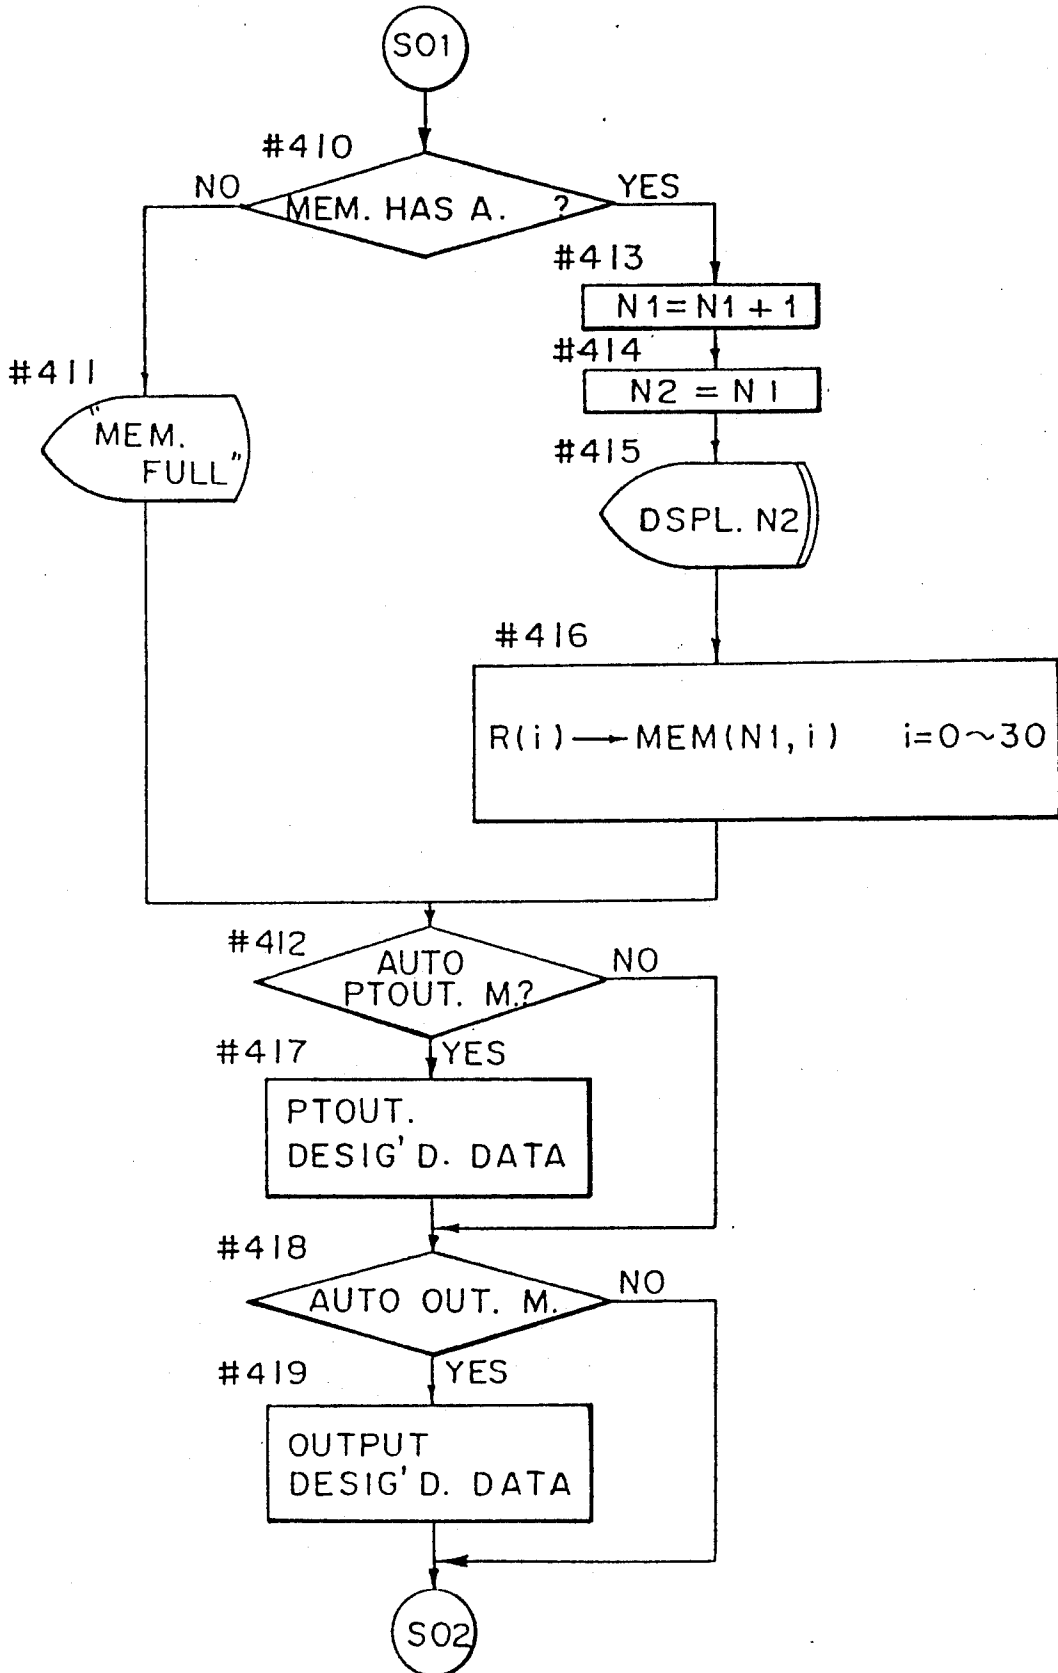 SO1
#410
NO
MEM. HAS A. ?
YES
#413
N1=N1+1
#414
N2=N1
#411
"MEM.
FULL"
#415
DSPL. N2
#416
R(i)→MEM(N1,i) i=0~30
#412
AUTO
PTOUT. M.?
NO
YES
#417
PTOUT.
DESIG'D. DATA
#418
AUTO OUT. M.
NO
YES
#419
OUTPUT
DESIG'D. DATA
SO2